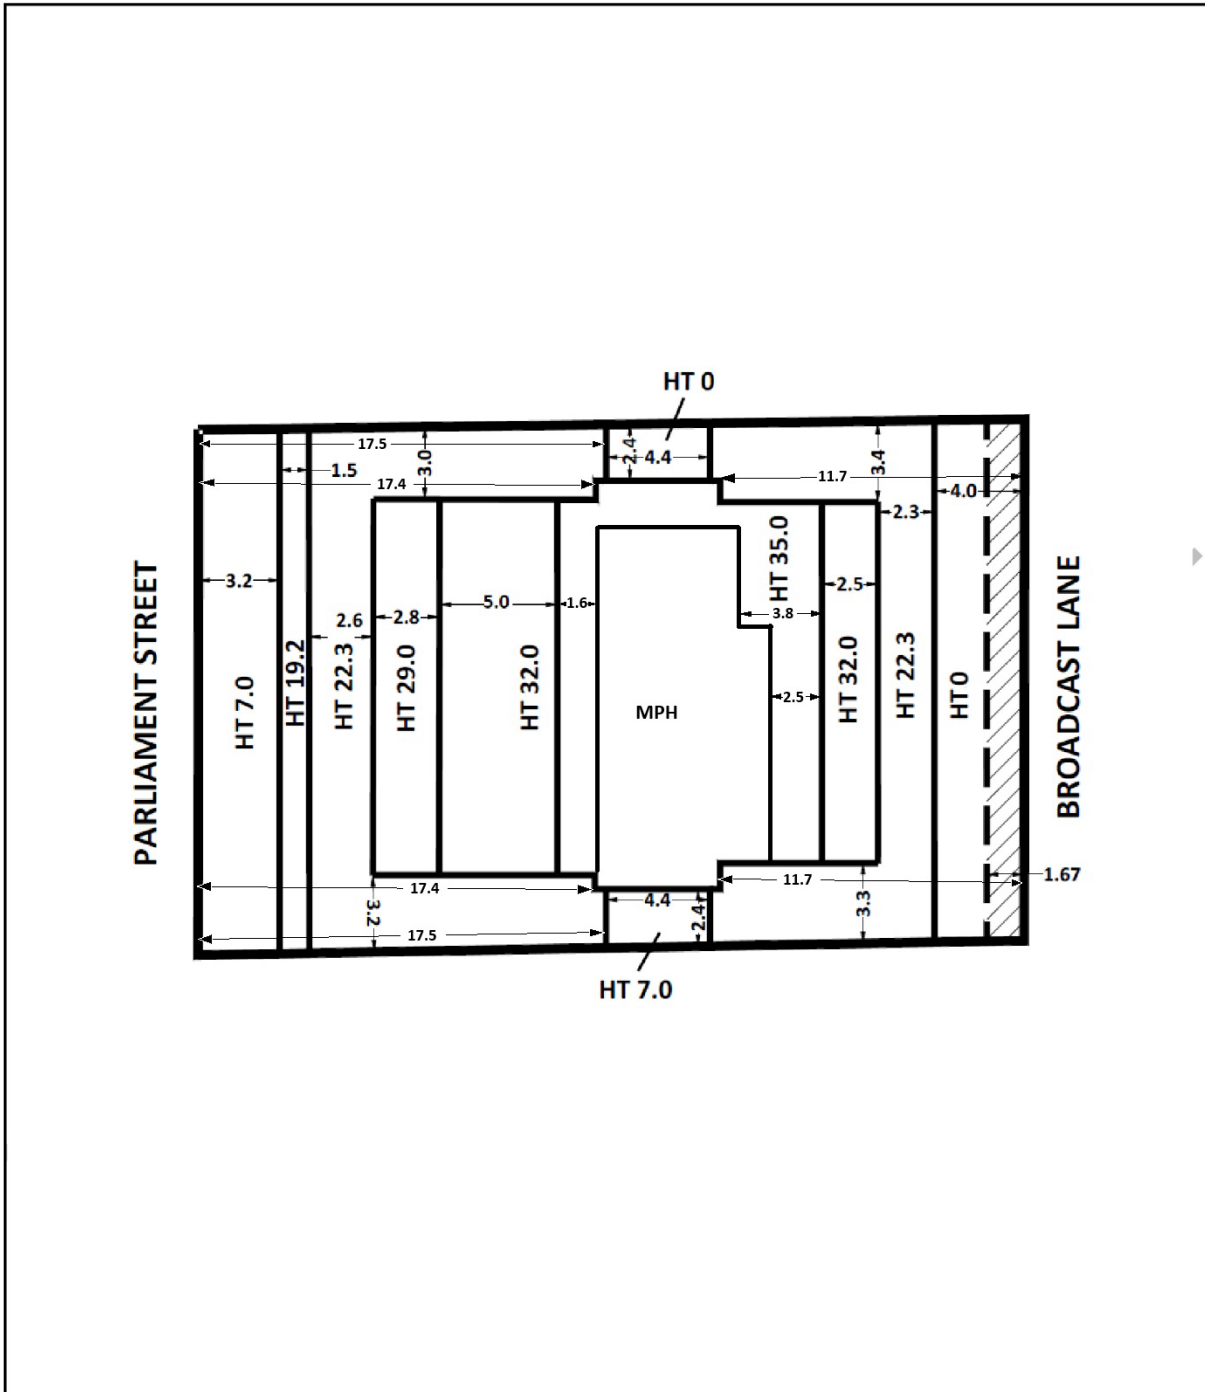 HT 0
17.5
2.4
4.4
3.0
3.4
1.5
11.7
17.4
4.0
2.3
HT 35.0
PARLIAMENT STREET
3.2
2.5
BROADCAST LANE
5.0
1.6
3.8
2.6
2.8
HT 7.0
HT 19.2
HT 22.3
HT 29.0
HT 32.0
MPH
2.5
HT 32.0
HT 22.3
HT 0
1.67
17.4
11.7
4.4
3.2
2.4
3.3
17.5
HT 7.0